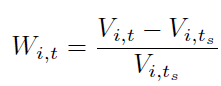 W_{i,t} = \frac{V_{i,t} - V_{i,t_s}}{V_{i,t_s}}